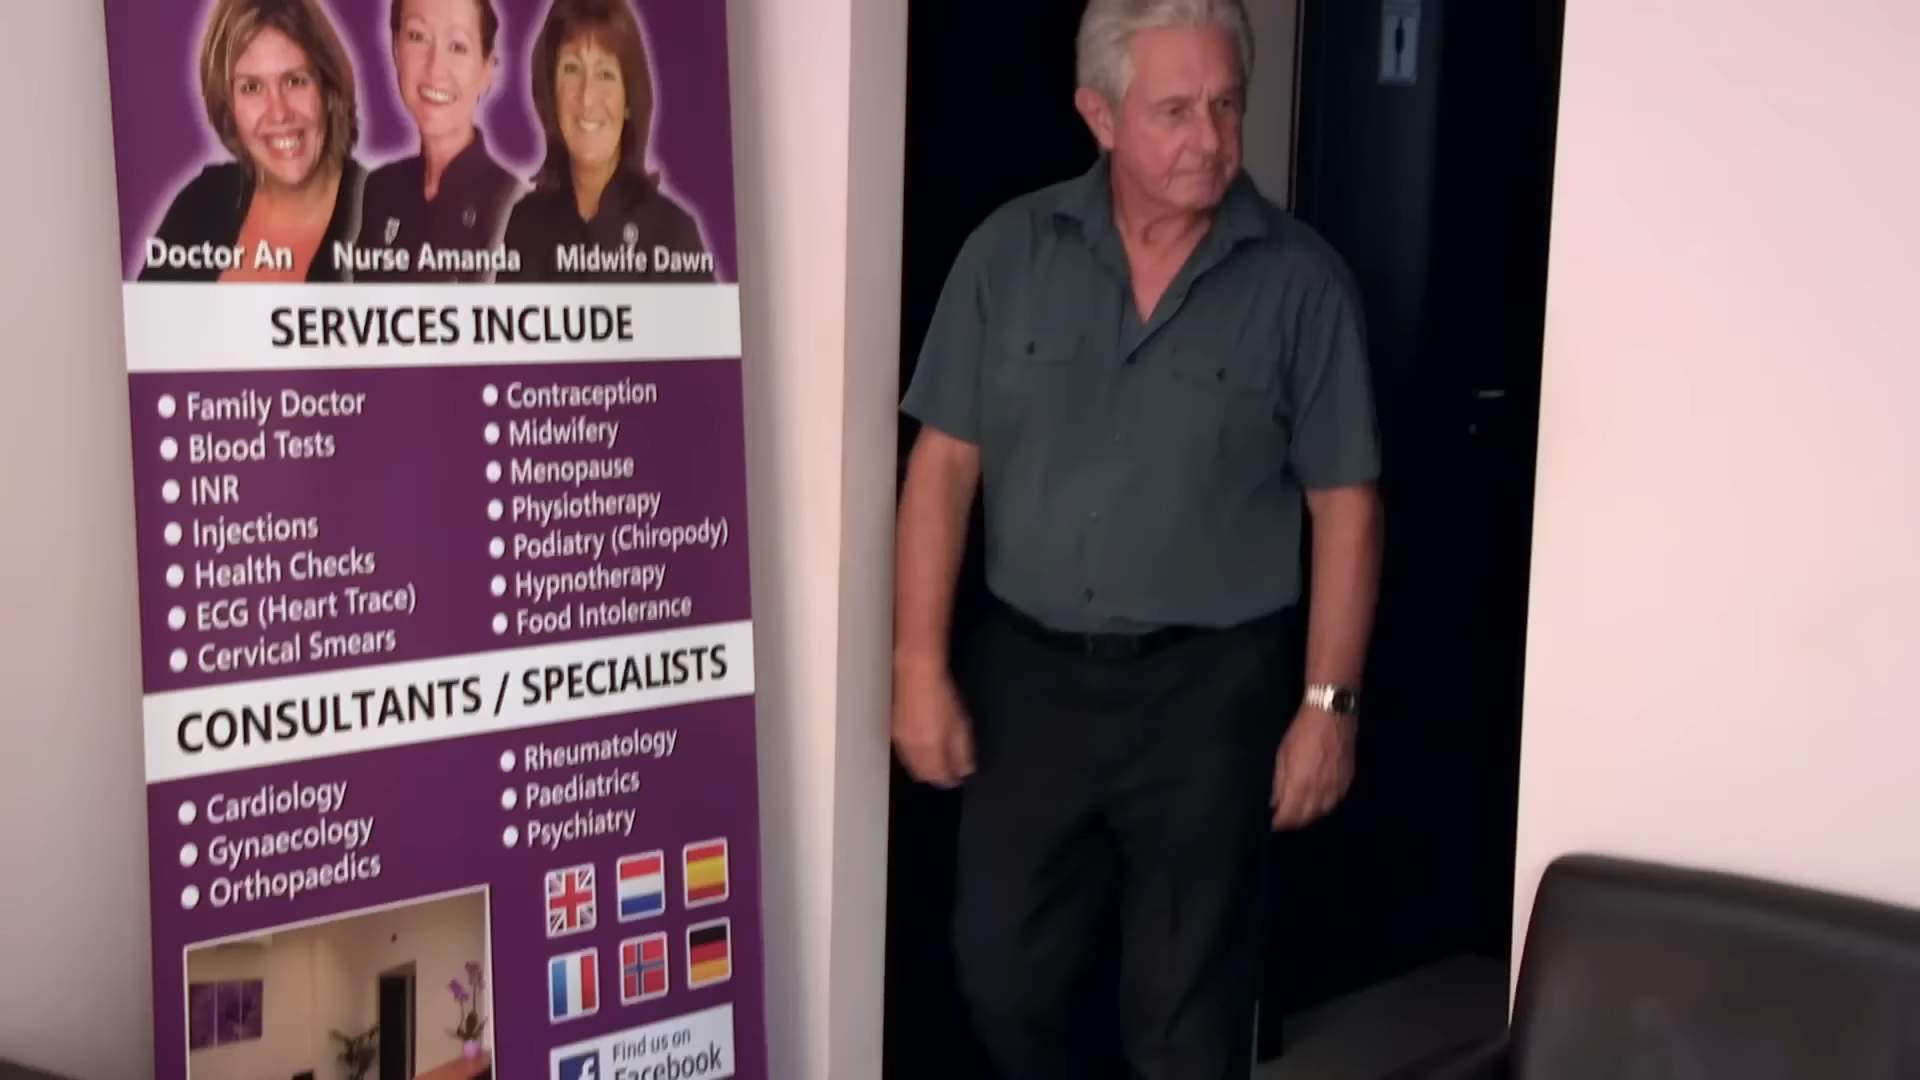 Doctor An
Nurse Amanda
Midwife Dawn
SERVICES INCLUDE
Family Doctor
Blood Tests
INR
Injections
Health Checks
ECG (Heart Trace)
Cervical Smears
Contraception
Midwifery
Menopause
Physiotherapy
Podiatry (Chiropody)
Hypnotherapy
Food Intolerance
CONSULTANTS / SPECIALISTS
Cardiology
Gynaecology
Orthopaedics
Rheumatology
Paediatrics
Psychiatry
Find us on
Facebook